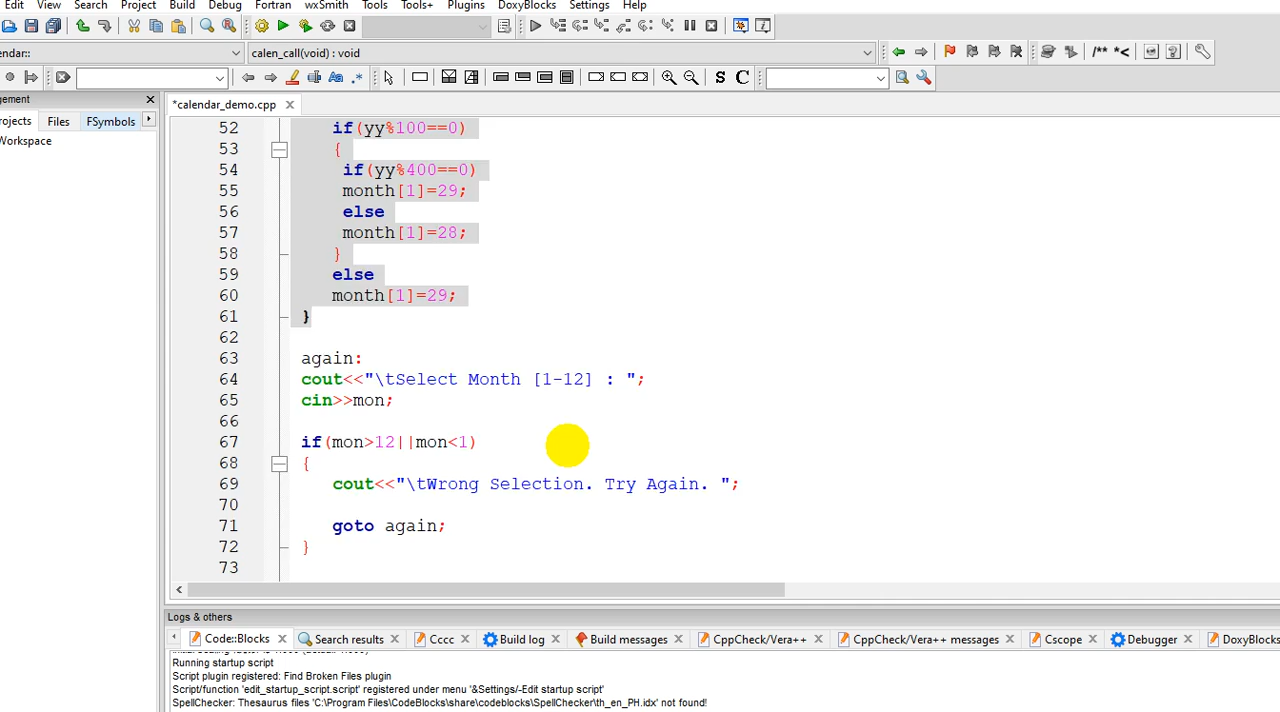 Edit View Search Project Build Debug Fortran wxSmith Tools Tools+ Plugins DoxyBlocks Settings Help
endar:: calen_call(void) : void
/** *<
Aa .* S C
gement
*calendar_demo.cpp
rojects Files FSymbols
Workspace
52 if(yy%100==0)
53 {
54 if(yy%400==0)
55 month[1]=29;
56 else
57 month[1]=28;
58 }
59 else
60 month[1]=29;
61 }
62
63 again:
64 cout<<"\tSelect Month [1-12] : ";
65 cin>>mon;
66
67 if(mon>12||mon<1)
68 {
69 cout<<"\tWrong Selection. Try Again. ";
70
71 goto again;
72 }
73
Logs & others
Code::Blocks Search results Cccc Build log Build messages CppCheck/Vera++ CppCheck/Vera++ messages Cscope Debugger DoxyBlocks
Running startup script
Script plugin registered: Find Broken Files plugin
Script/function 'edit_startup_script.script' registered under menu '&Settings/-Edit startup script'
SpellChecker: Thesaurus files 'C:\Program Files\CodeBlocks\share\codeblocks\SpellChecker\th_en_PH.idx' not found!